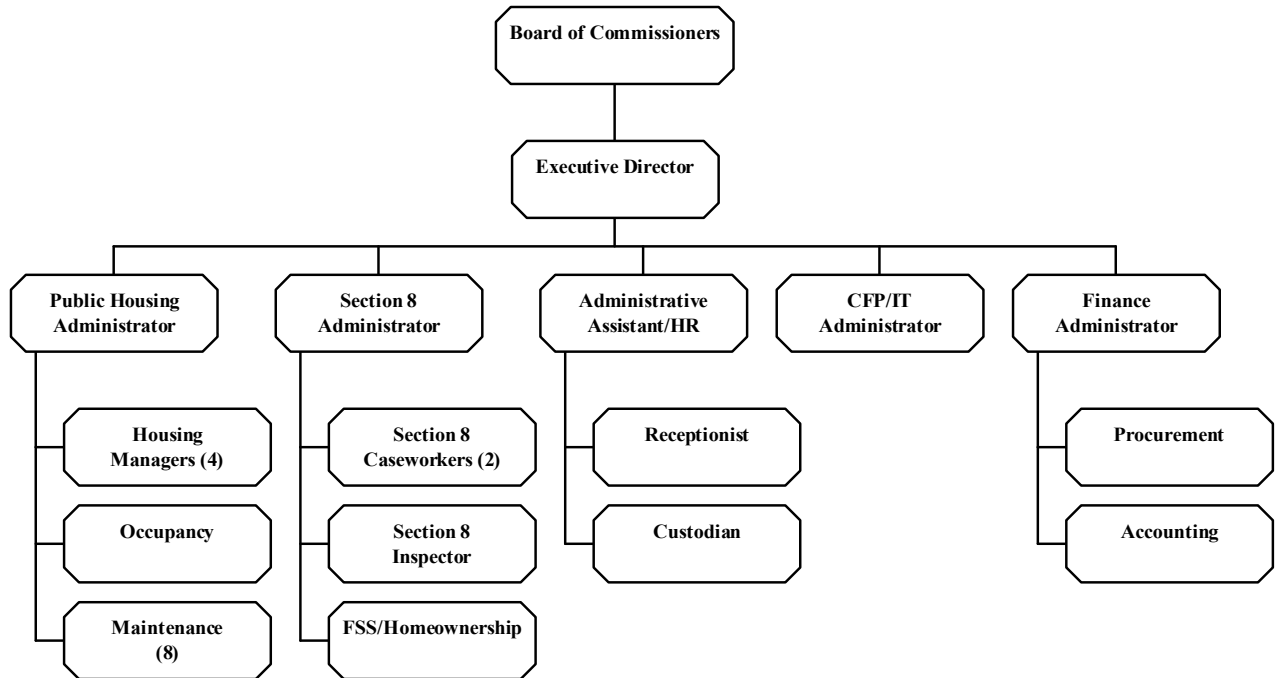 Board of Commissioners
Executive Director
Public Housing
Administrator
Section 8
Administrator
Administrative
Assistant/HR
CFP/IT
Administrator
Finance
Administrator
Housing
Managers (4)
Section 8
Caseworkers (2)
Receptionist
Procurement
Occupancy
Section 8
Inspector
Custodian
Accounting
Maintenance
(8)
FSS/Homeownership